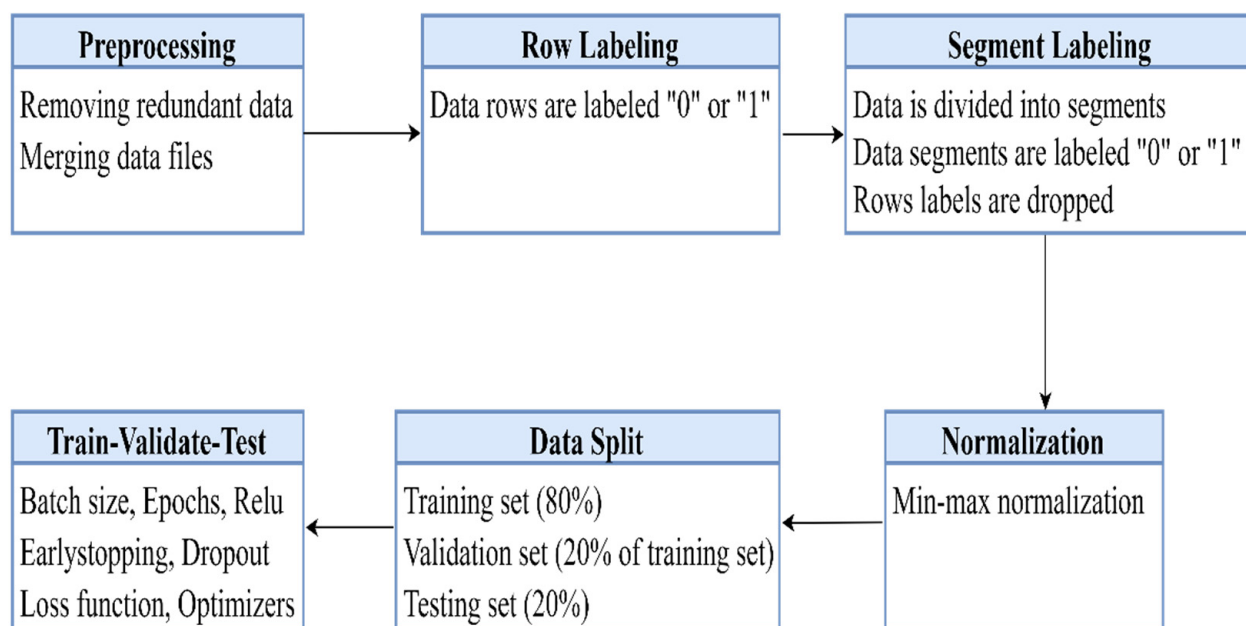 Preprocessing
Removing redundant data
Merging data files
Row Labeling
Data rows are labeled "0" or "1"
Segment Labeling
Data is divided into segments
Data segments are labeled "0" or "1"
Rows labels are dropped
Normalization
Min-max normalization
Data Split
Training set (80%)
Validation set (20% of training set)
Testing set (20%)
Train-Validate-Test
Batch size, Epochs, Relu
Earlystopping, Dropout
Loss function, Optimizers